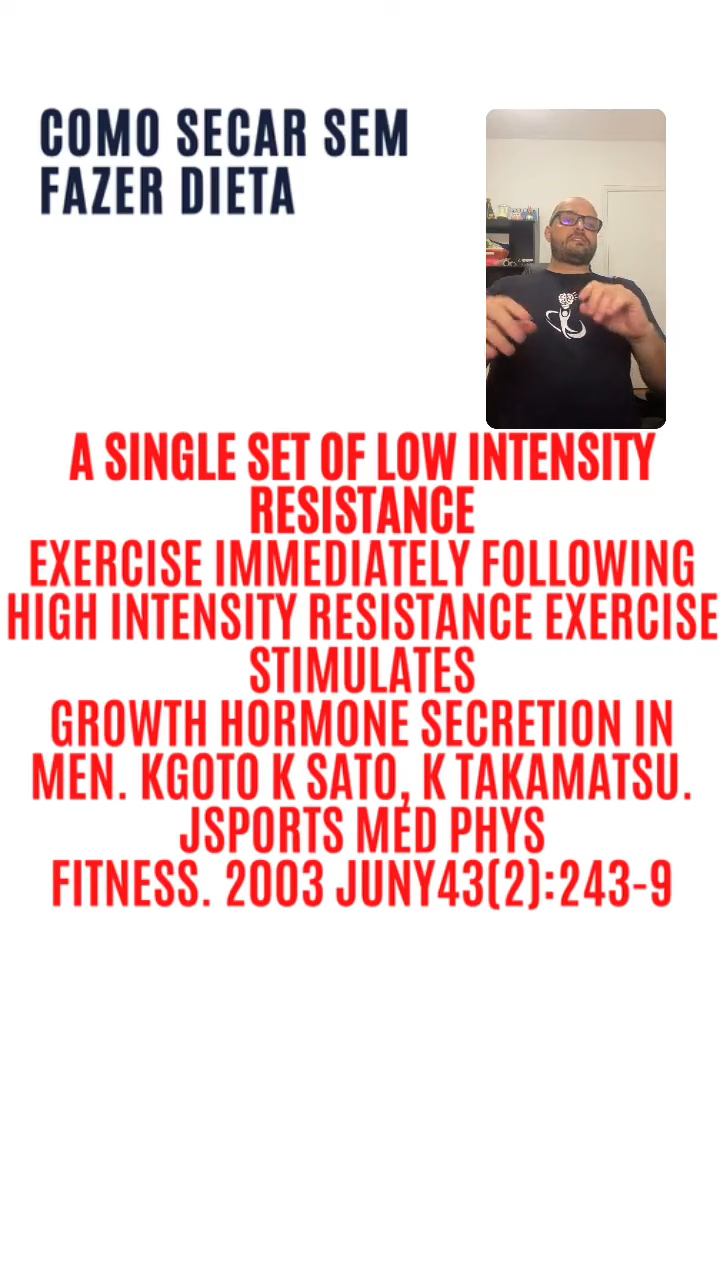 COMO SECAR SEM
FAZER DIETA
A SINGLE SET OF LOW INTENSITY
RESISTANCE
EXERCISE IMMEDIATELY FOLLOWING
HIGH INTENSITY RESISTANCE EXERCISE
STIMULATES
GROWTH HORMONE SECRETION IN
MEN. KGOTO K SATO, K TAKAMATSU.
JSPORTS MED PHYS
FITNESS. 2003 JUNY43(2):243-9